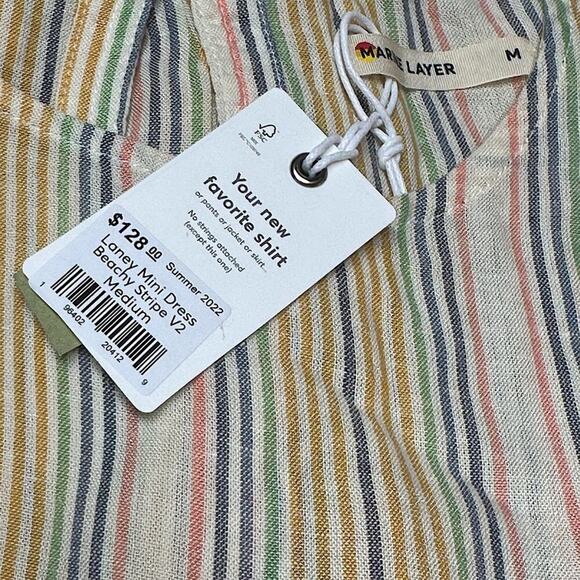 MARINE LAYER
M
FSC
Your new
favorite shirt
or pants or jacket or skirt...
No strings attached
(except this one)
$128.00 Summer 2022
Laney Mini Dress
Beachy Stripe V2
Medium
1 96402 20412 9